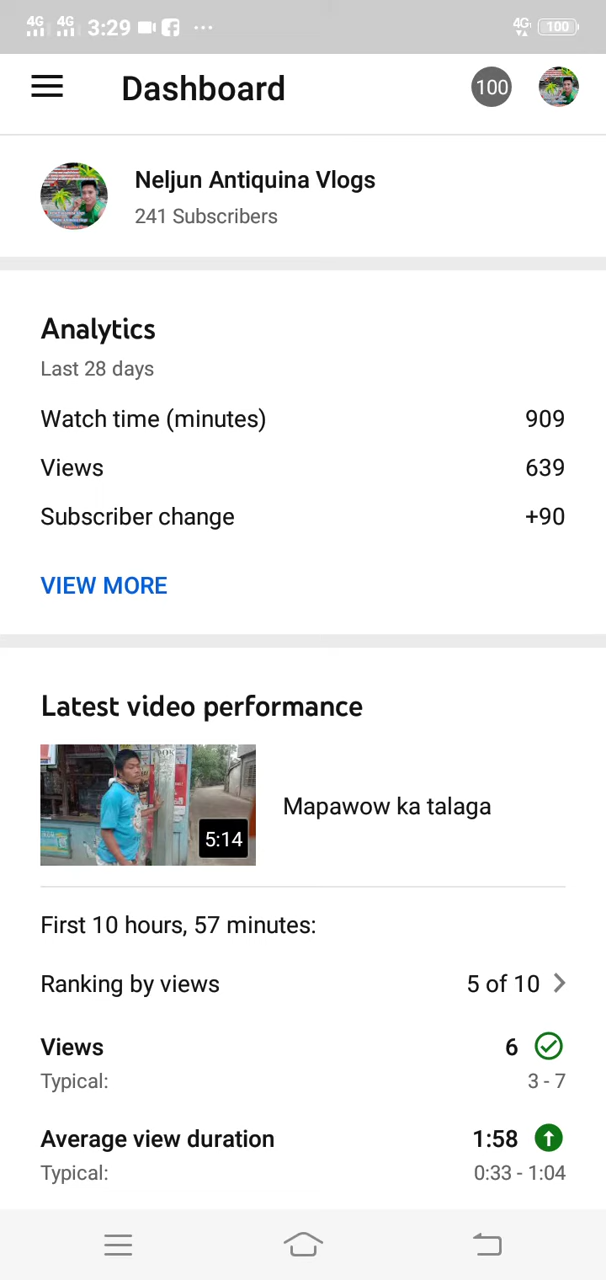 4G 4G 3:29 ... 4G 100
Dashboard 100
Neljun Antiquina Vlogs
241 Subscribers
Analytics
Last 28 days
Watch time (minutes) 909
Views 639
Subscriber change +90
VIEW MORE
Latest video performance
5:14
Mapawow ka talaga
First 10 hours, 57 minutes:
Ranking by views 5 of 10
Views 6
Typical: 3 - 7
Average view duration 1:58
Typical: 0:33 - 1:04